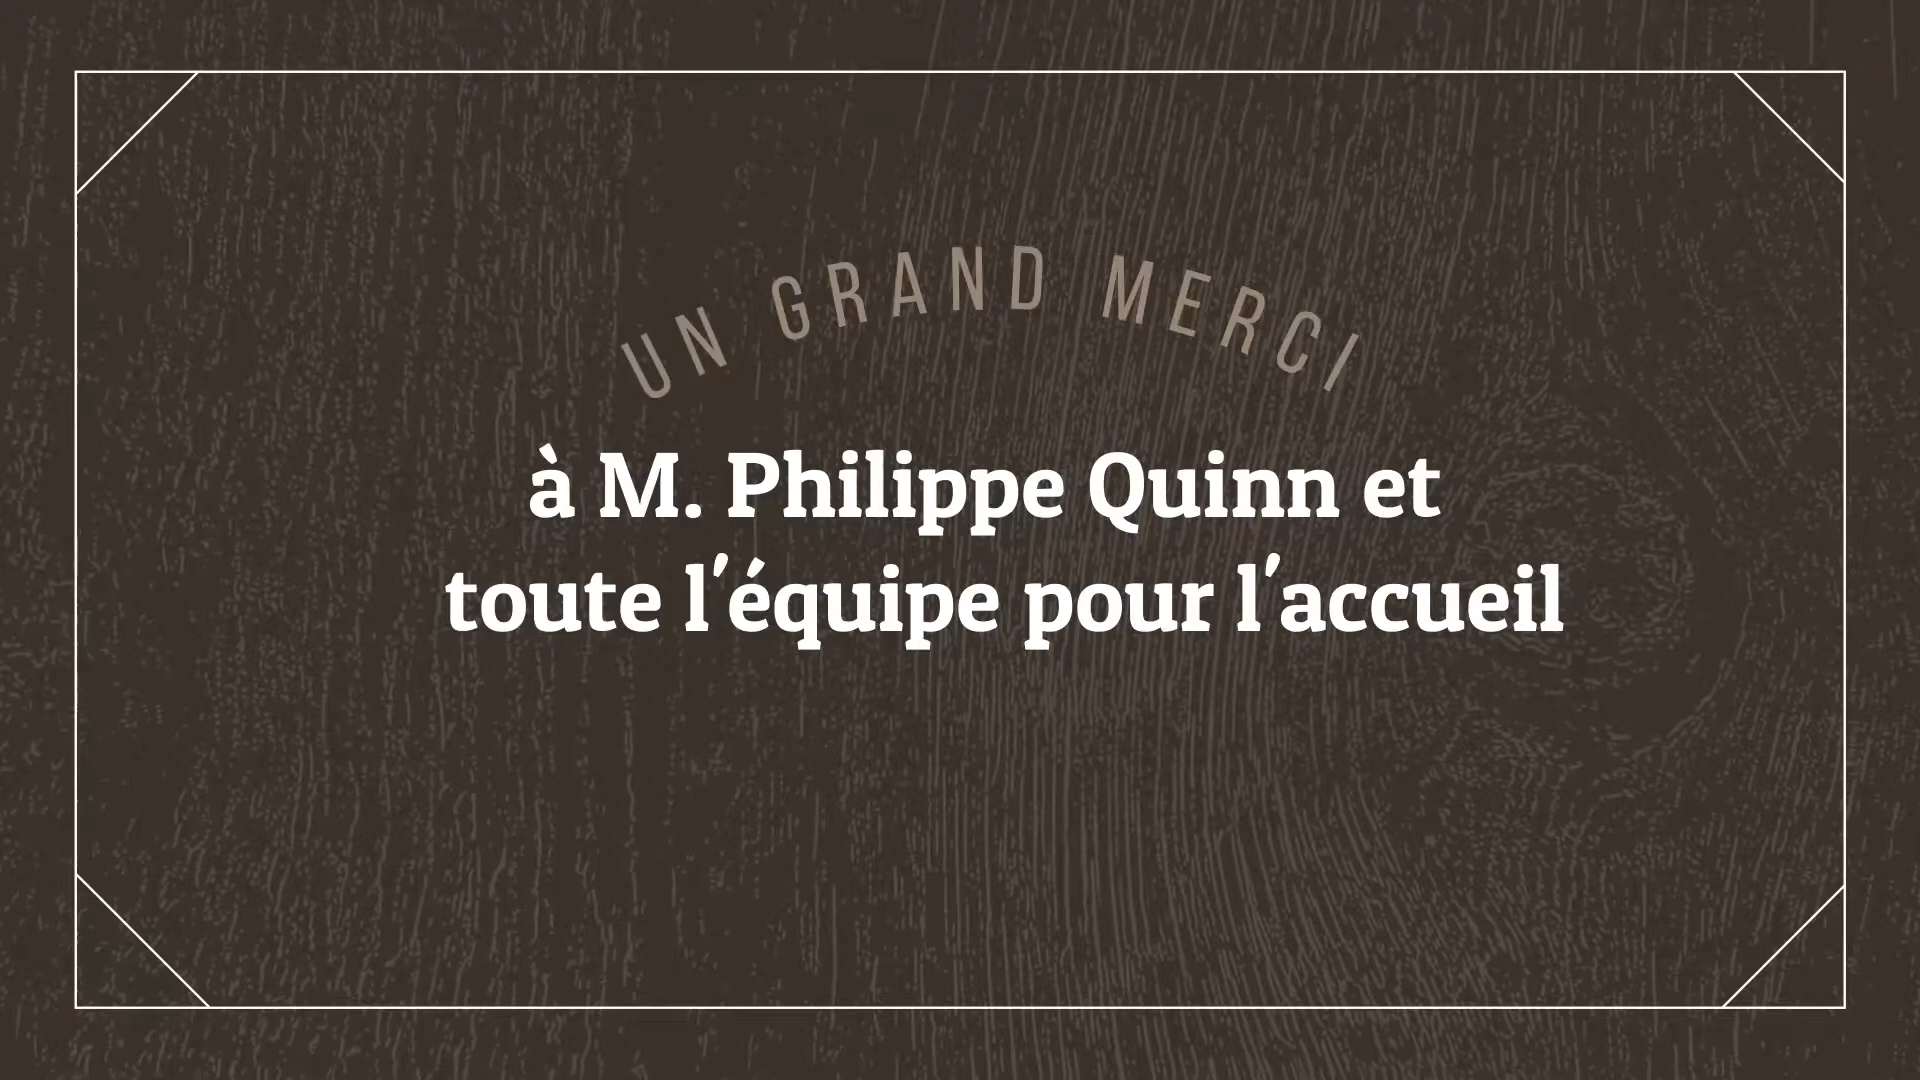 UN GRAND MERCI
à M. Philippe Quinn et
toute l'équipe pour l'accueil